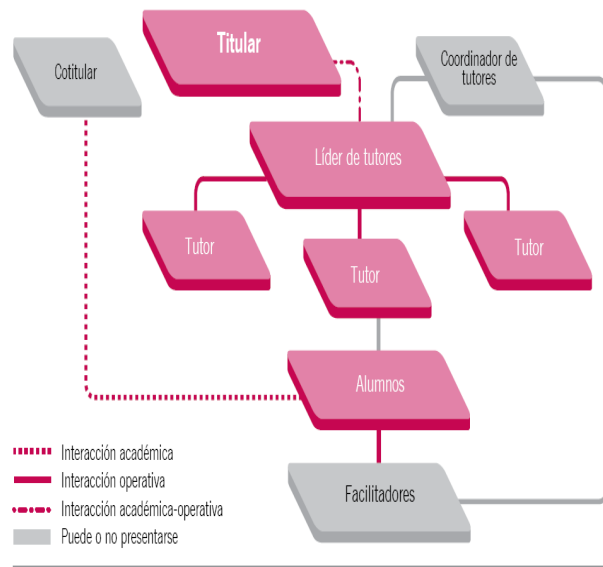 Titular
Cotitular
Coordinador de
tutores
Líder de tutores
Tutor
Tutor
Tutor
Alumnos
Facilitadores
Interacción académica
Interacción operativa
Interacción académica-operativa
Puede o no presentarse